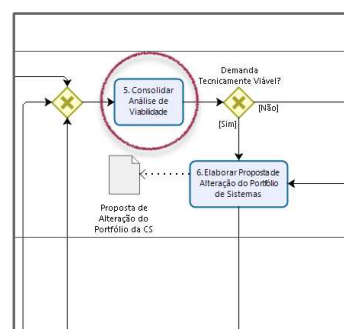 Demanda
Tecnicamente Viável?
5. Consolidar
Análise de
Viabilidade
[Não]
[Sim]
6. Elaborar Proposta de
Alteração do Portfólio
de Sistemas
Proposta de
Alteração do
Portfólio da CS